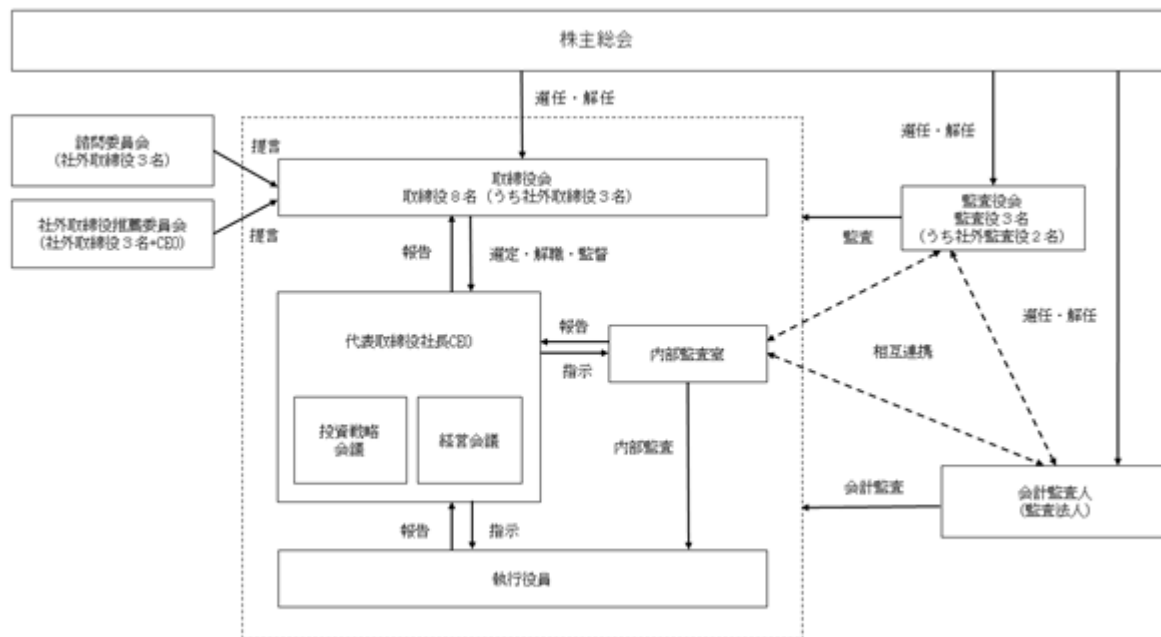 株主総会
選任・解任
選任・解任
諮問委員会
(社外取締役3名)
提言
取締役会
取締役8名(うち社外取締役3名)
監査役会
監査役3名
(うち社外監査役2名)
社外取締役推薦委員会
(社外取締役3名+CEO)
提言
監査
報告
選定・解職・監督
選任・解任
代表取締役社長CEO
報告
指示
内部監査室
相互連携
投資戦略
会議
経営会議
内部監査
会計監査
会計監査人
(監査法人)
報告
指示
執行役員